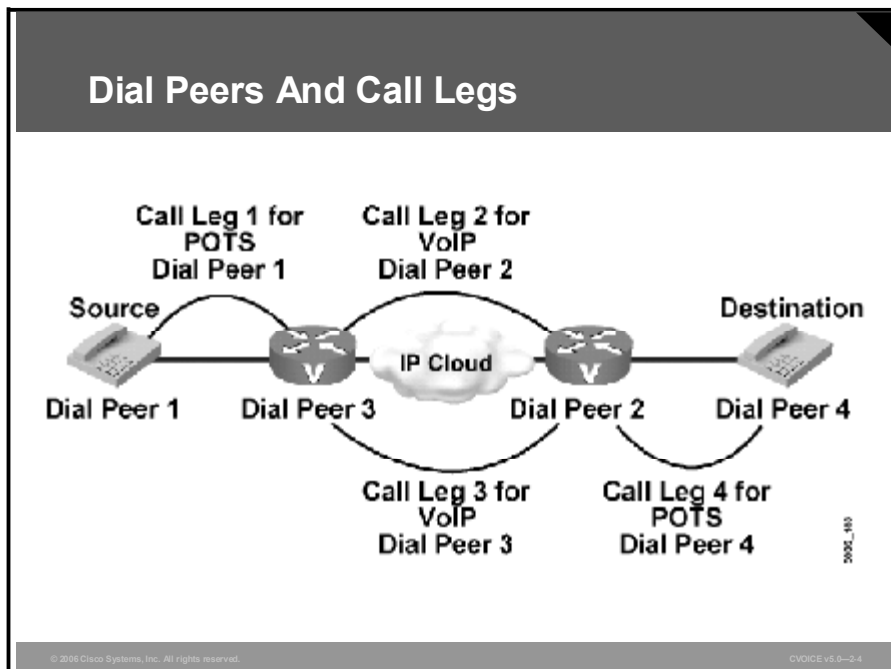 Dial Peers And Call Legs
Call Leg 1 for
POTS
Dial Peer 1
Call Leg 2 for
VoIP
Dial Peer 2
Source
Destination
V
IP Cloud
V
Dial Peer 1
Dial Peer 3
Dial Peer 2
Dial Peer 4
Call Leg 3 for
VoIP
Dial Peer 3
Call Leg 4 for
POTS
Dial Peer 4
© 2006 Cisco Systems, Inc. All rights reserved.
CVOICE v5.0—2-4